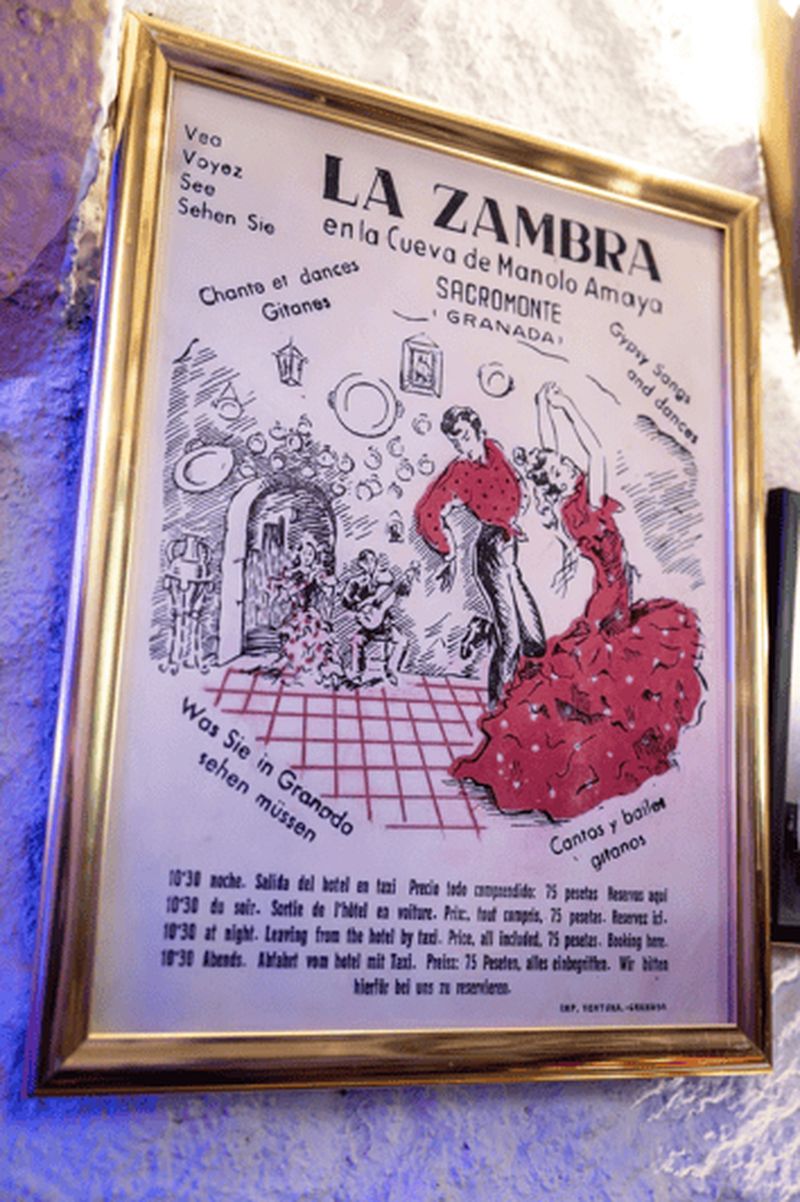 Vea
Voyez
See
Sehen Sie
LA ZAMBRA
en la Cueva de Manolo Amaya
SACROMONTE
(GRANADA)
Chants et dances
Gitanes
Gypsy Songs
and dances
Was Sie in Granada
sehen müssen
Cantos y bailes
gitanos
10'30 noche. Salida del hotel en taxi Precio todo comprendido: 75 pesetas Reserves aqui
10'30 du soir. Sortie de l'hôtel en voiture. Prix, tout compris, 75 pesetas. Reserves ici.
10'30 at night. Leaving from the hotel by taxi. Price, all included, 75 pesetas. Booking here.
10'30 Abends. Abfahrt vom hotel mit Taxi. Preiss: 75 Peseten, alles einbegriffen. Wir bitten
hierfür bei uns zu reservieren.
IMP. VENTURA.-GRANADA